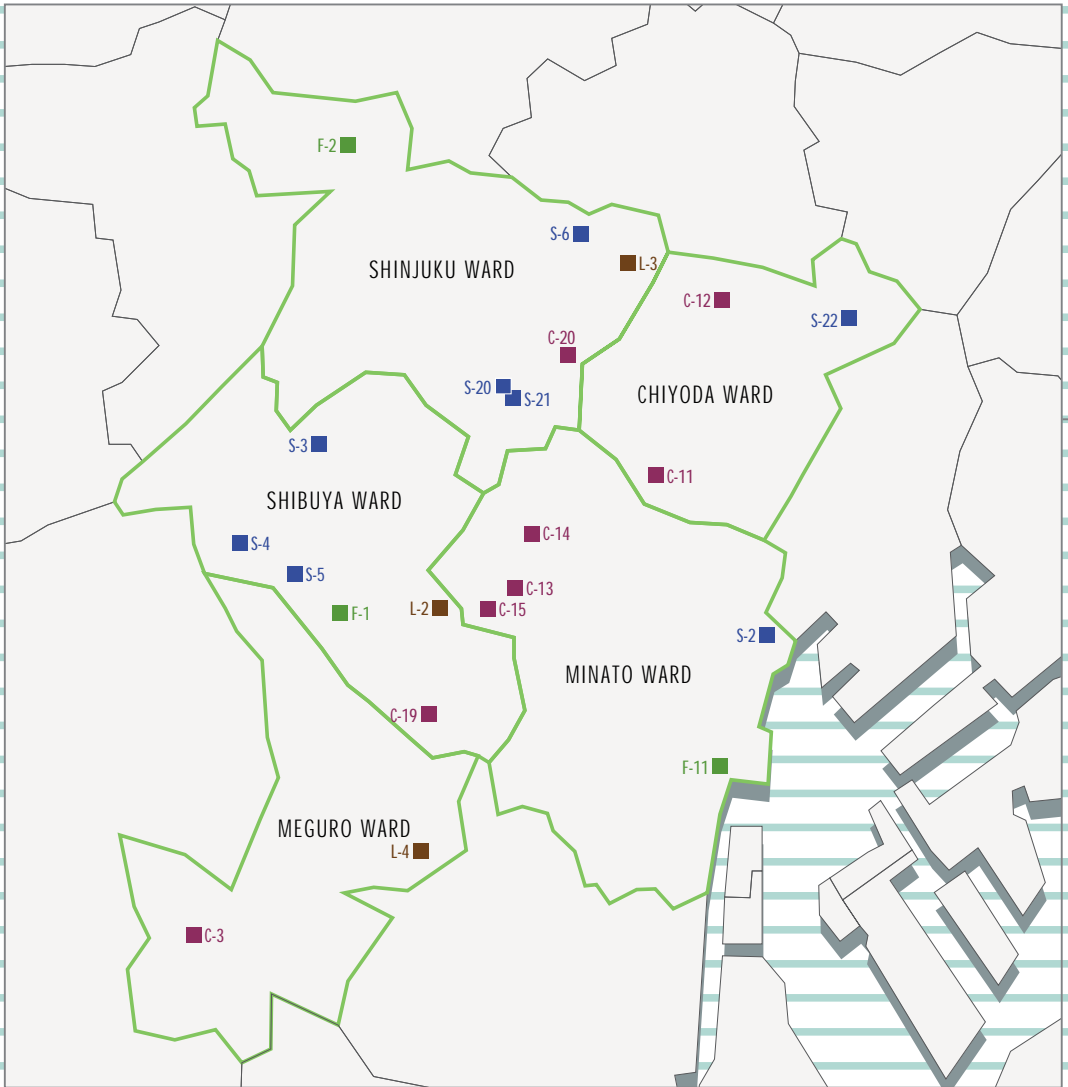 F-2
S-6
L-3
SHINJUKU WARD
C-12
S-22
C-20
S-20
S-21
CHIYODA WARD
S-3
C-11
SHIBUYA WARD
C-14
S-4
S-5
C-13
L-2
C-15
F-1
S-2
MINATO WARD
C-19
F-11
MEGURO WARD
L-4
C-3